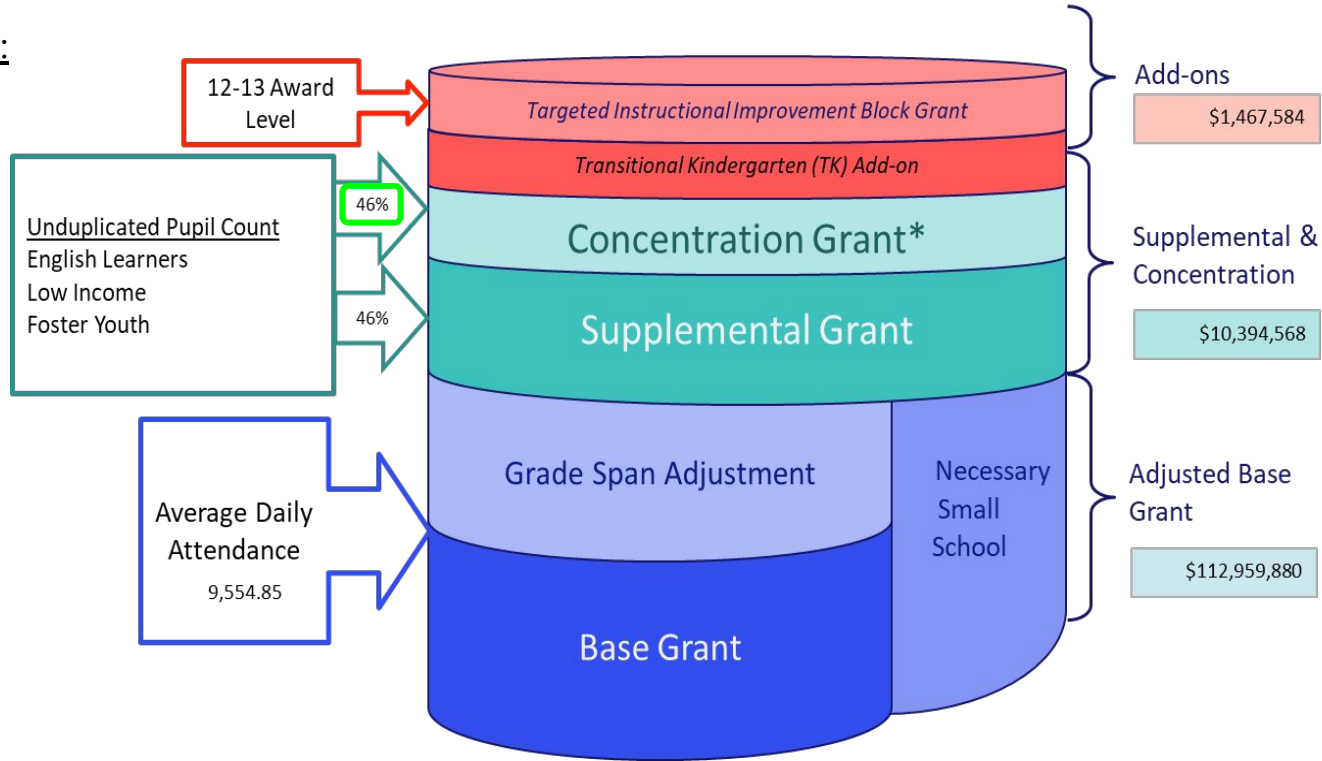 :
12-13 Award
Level
Targeted Instructional Improvement Block Grant
Add-ons
$1,467,584
Transitional Kindergarten (TK) Add-on
Unduplicated Pupil Count
English Learners
Low Income
Foster Youth
46%
46%
Concentration Grant*
Supplemental Grant
Supplemental &
Concentration
$10,394,568
Average Daily
Attendance
9,554.85
Grade Span Adjustment
Necessary
Small
School
Base Grant
Adjusted Base
Grant
$112,959,880